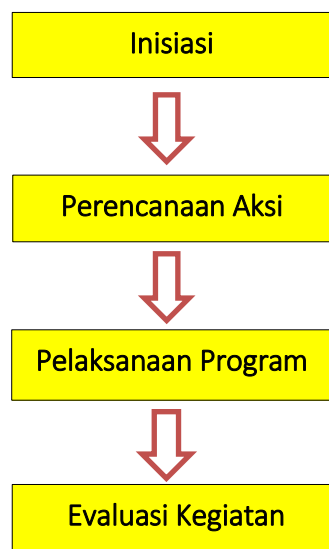 Inisiasi
Perencanaan Aksi
Pelaksanaan Program
Evaluasi Kegiatan